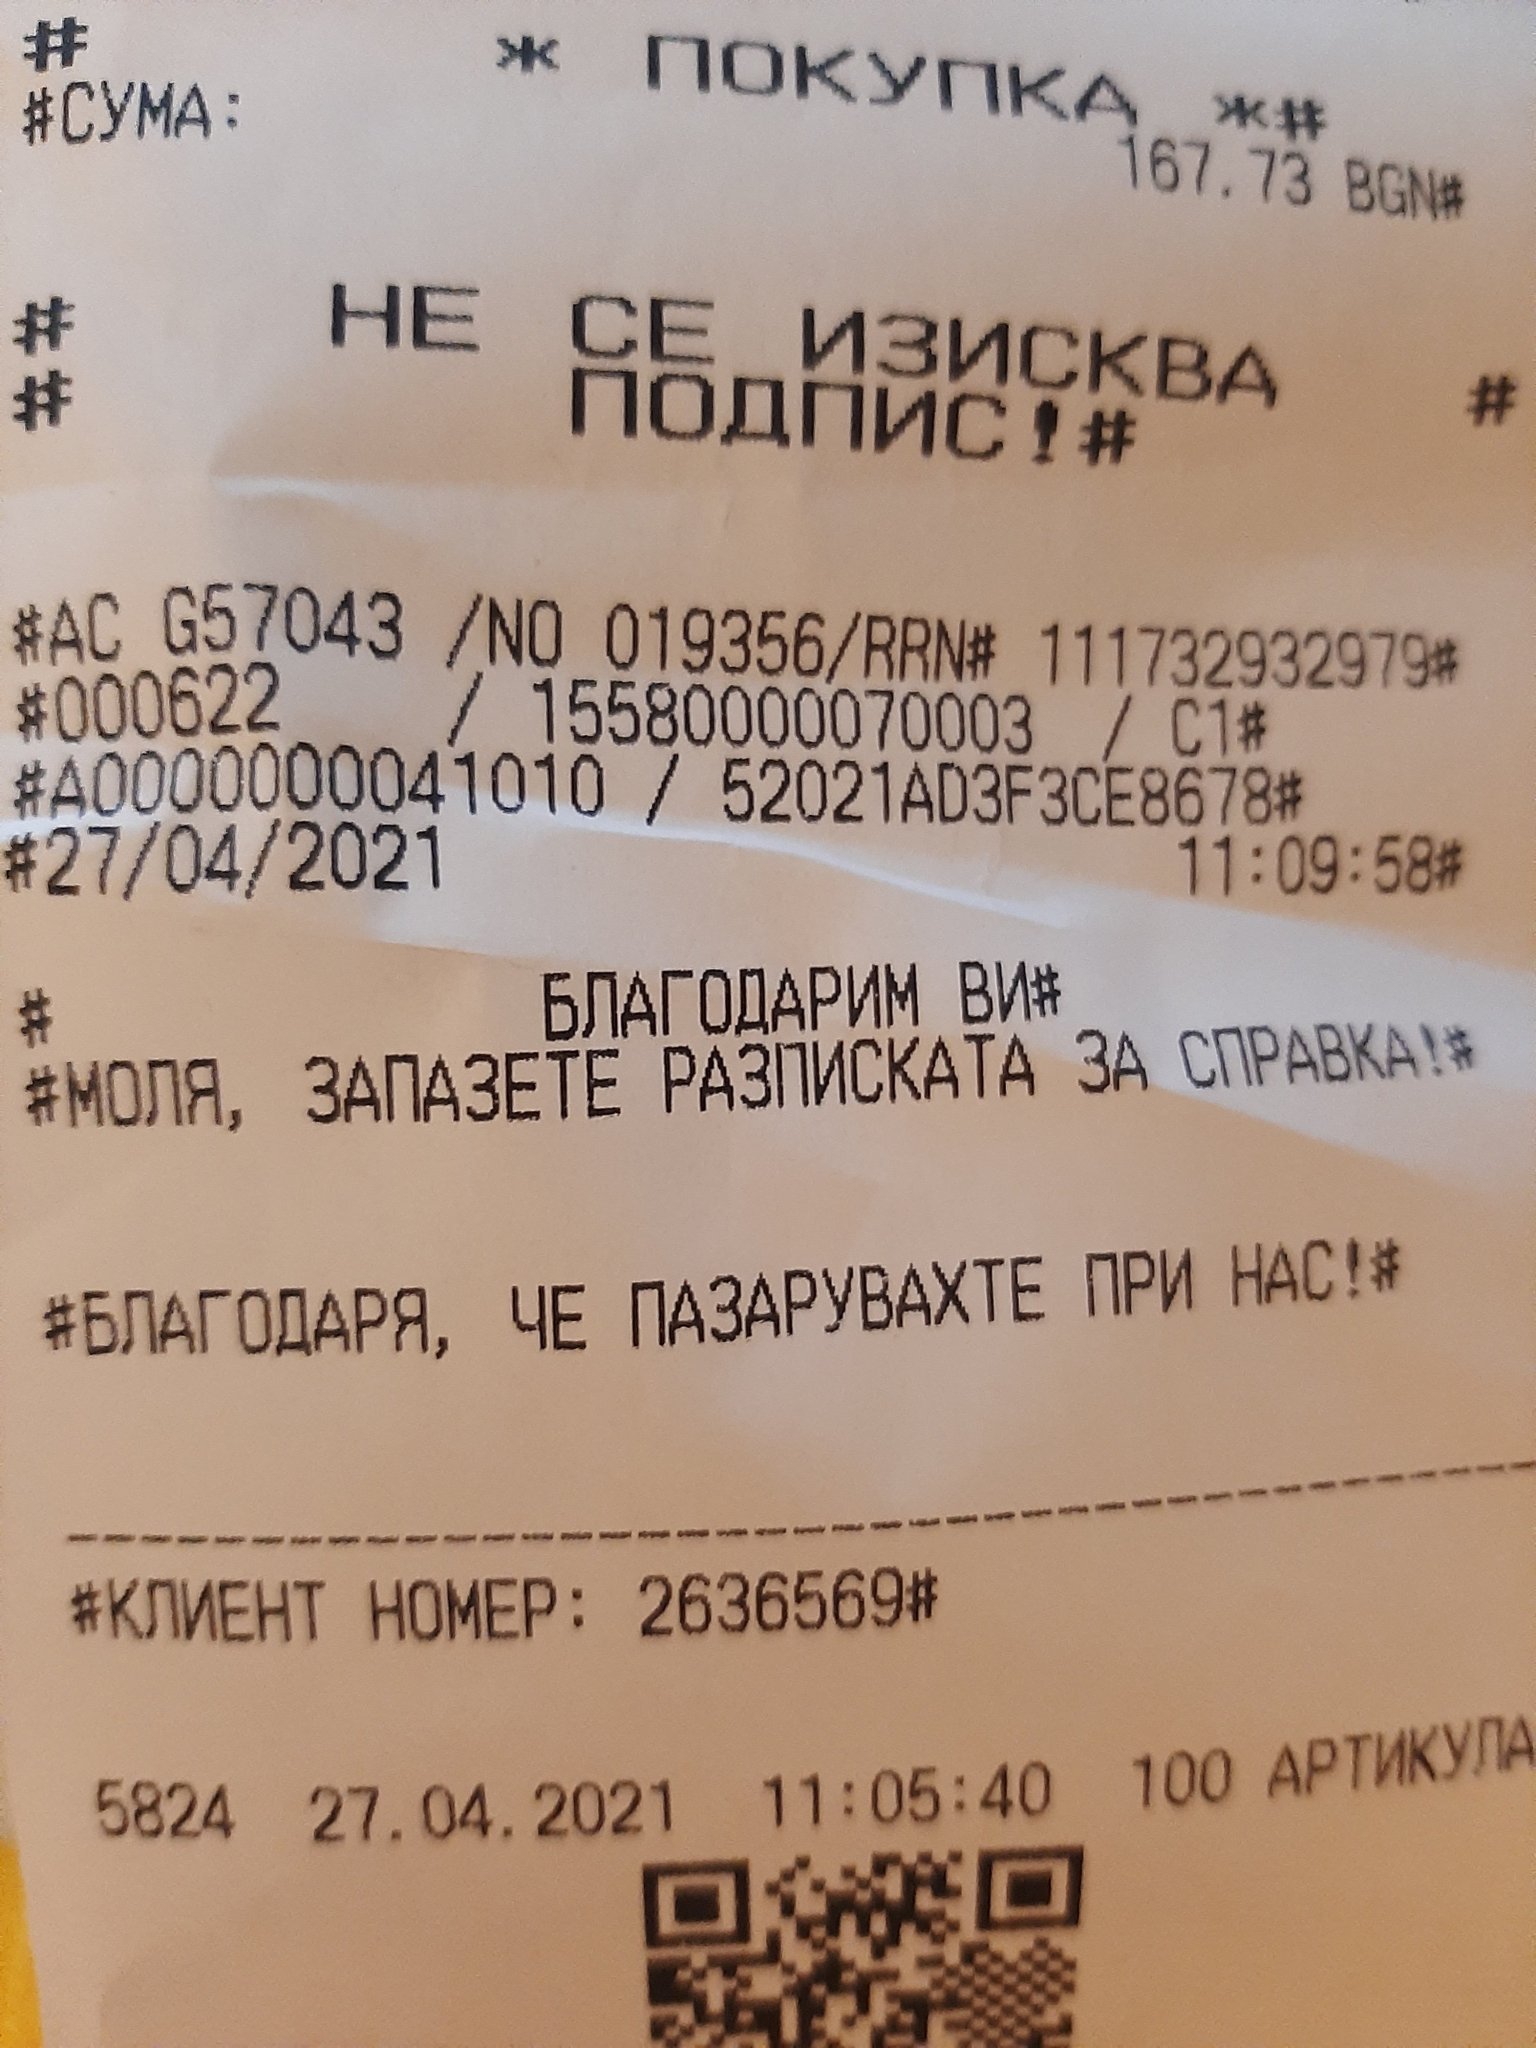 # * ПОКУПКА *#
#СУМА: 167.73 BGN#
# НЕ СЕ ИЗИСКВА #
# ПОДПИС!#
#AC G57043 /NO 019356/RRN# 111732932979#
#000622 / 15580000070003 / C1#
#A0000000041010 / 52021AD3F3CE8678#
#27/04/2021 11:09:58#
# БЛАГОДАРИМ ВИ#
#МОЛЯ, ЗАПАЗЕТЕ РАЗПИСКАТА ЗА СПРАВКА!#
#БЛАГОДАРЯ, ЧЕ ПАЗАРУВАХТЕ ПРИ НАС!#
#КЛИЕНТ НОМЕР: 2636569#
5824 27.04.2021 11:05:40 100 АРТИКУЛА